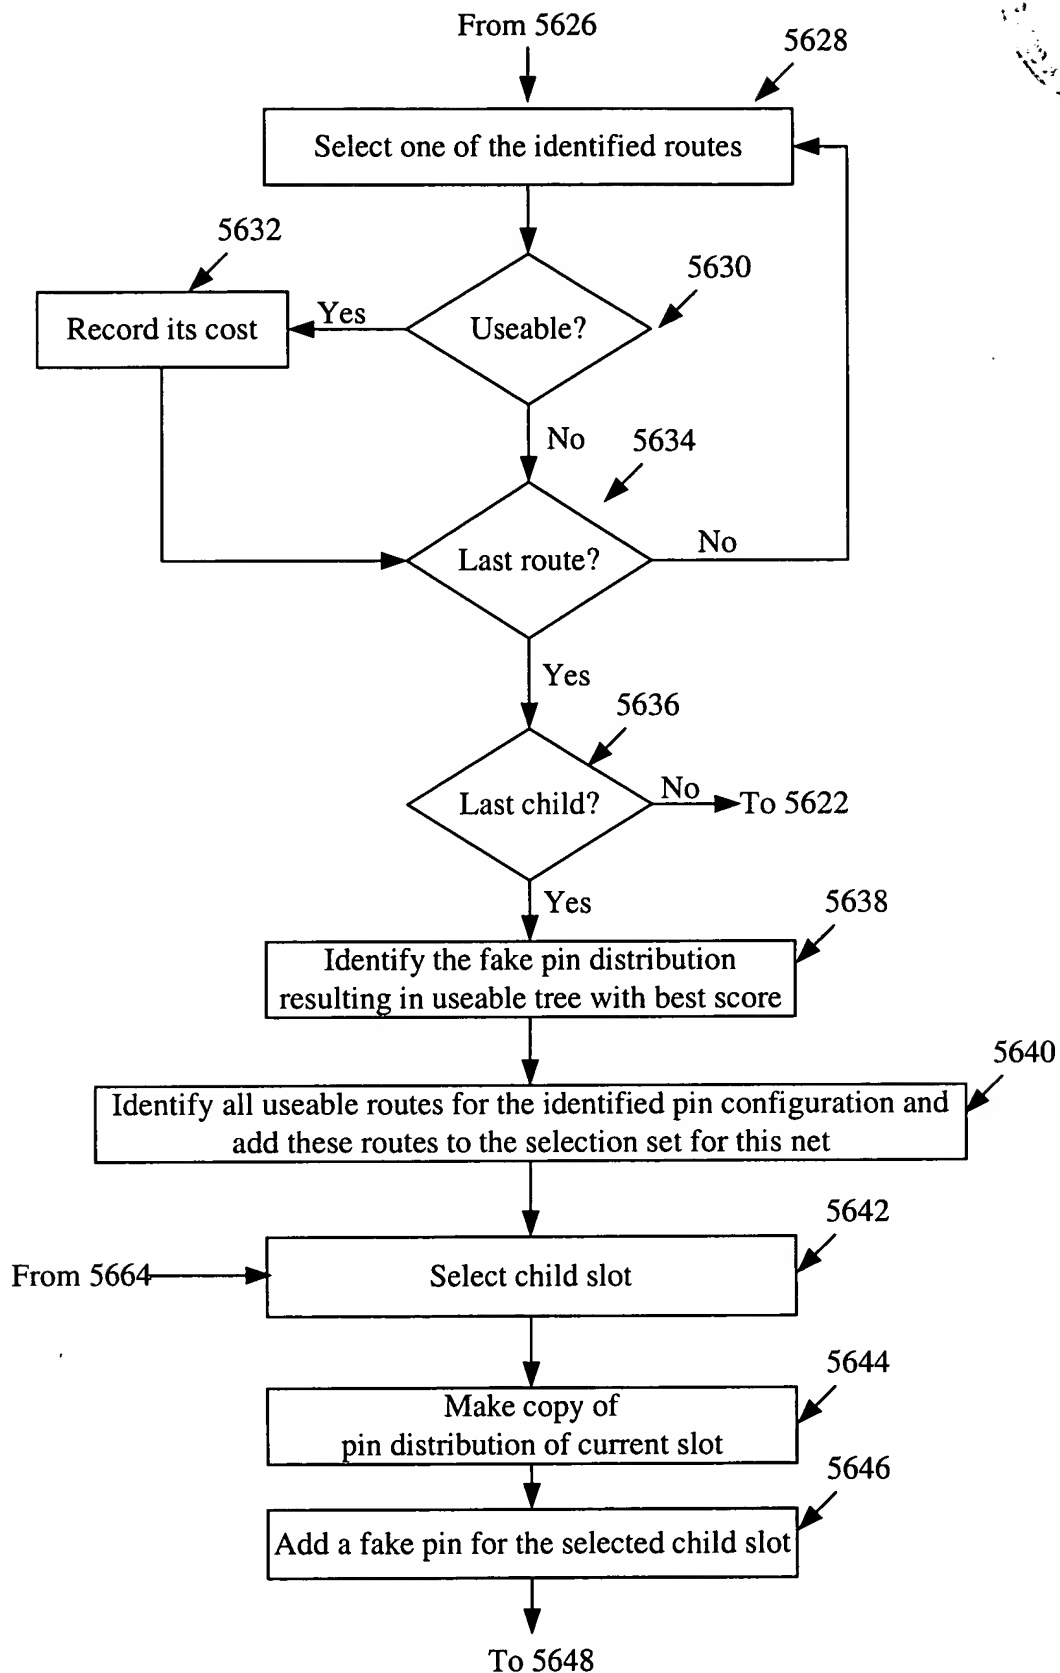 From 5626
5628
Select one of the identified routes
5632
5630
Record its cost
Yes
Useable?
No
5634
Last route?
No
Yes
5636
Last child?
No
To 5622
Yes
5638
Identify the fake pin distribution
resulting in useable tree with best score
5640
Identify all useable routes for the identified pin configuration and
add these routes to the selection set for this net
5642
From 5664
Select child slot
5644
Make copy of
pin distribution of current slot
5646
Add a fake pin for the selected child slot
To 5648